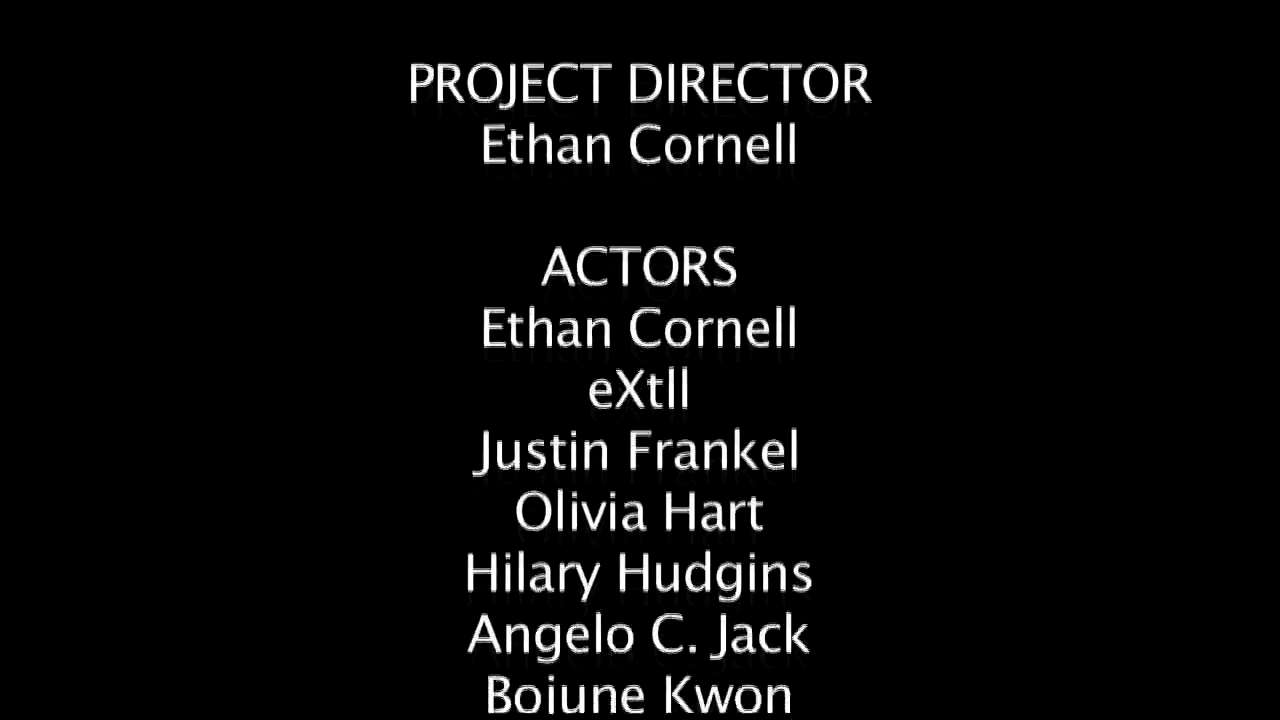 PROJECT DIRECTOR
Ethan Cornell
ACTORS
Ethan Cornell
eXtll
Justin Frankel
Olivia Hart
Hilary Hudgins
Angelo C. Jack
Bojune Kwon